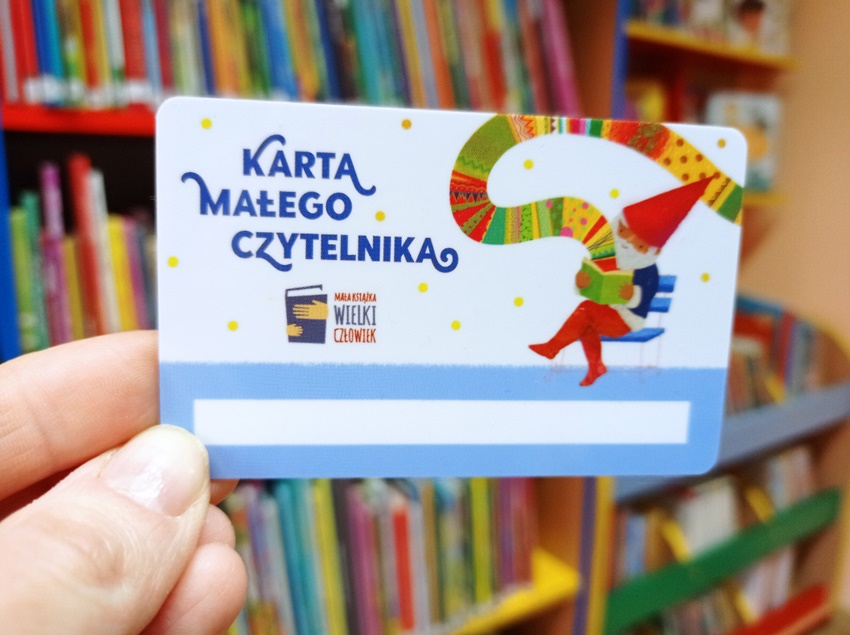 KARTA
MAŁEGO
CZYTELNIKA
MAŁA KSIĄŻKA
WIELKI
CZŁOWIEK